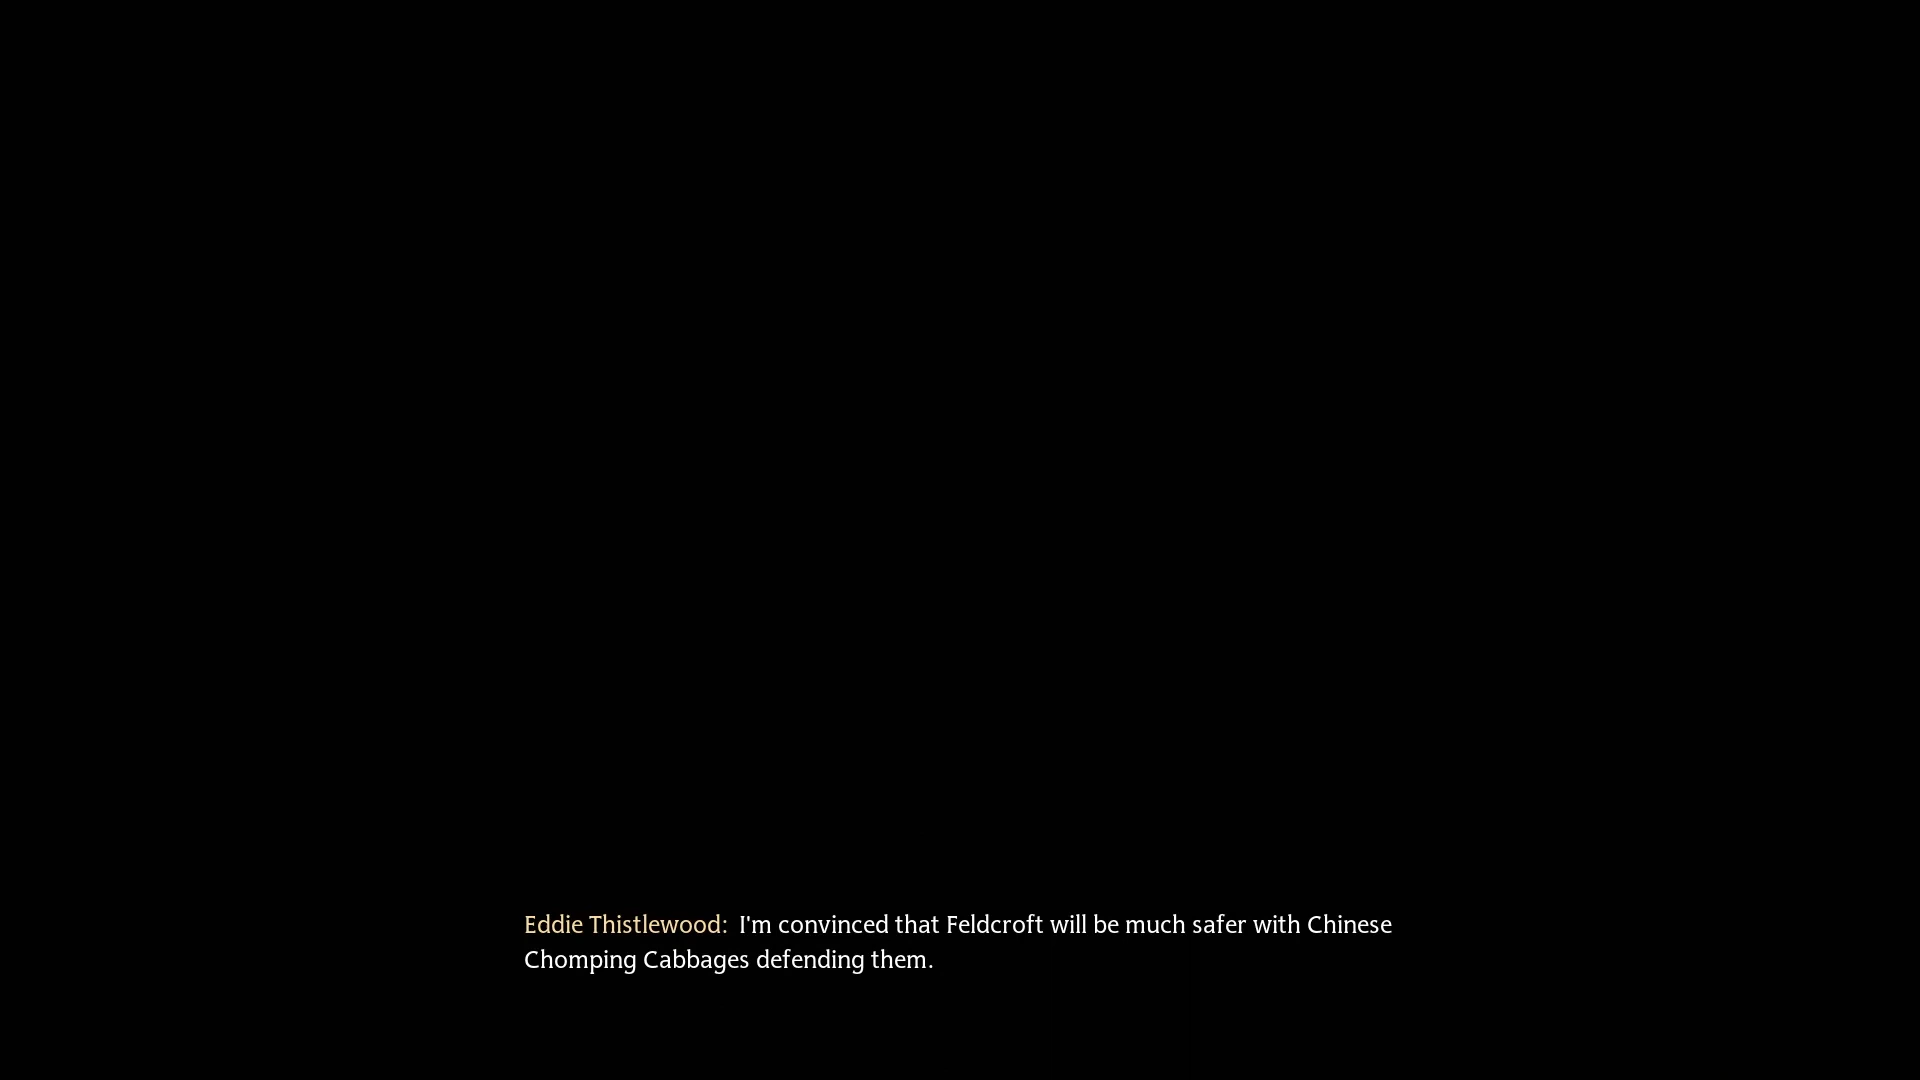 Eddie Thistlewood: I'm convinced that Feldcroft will be much safer with Chinese
Chomping Cabbages defending them.